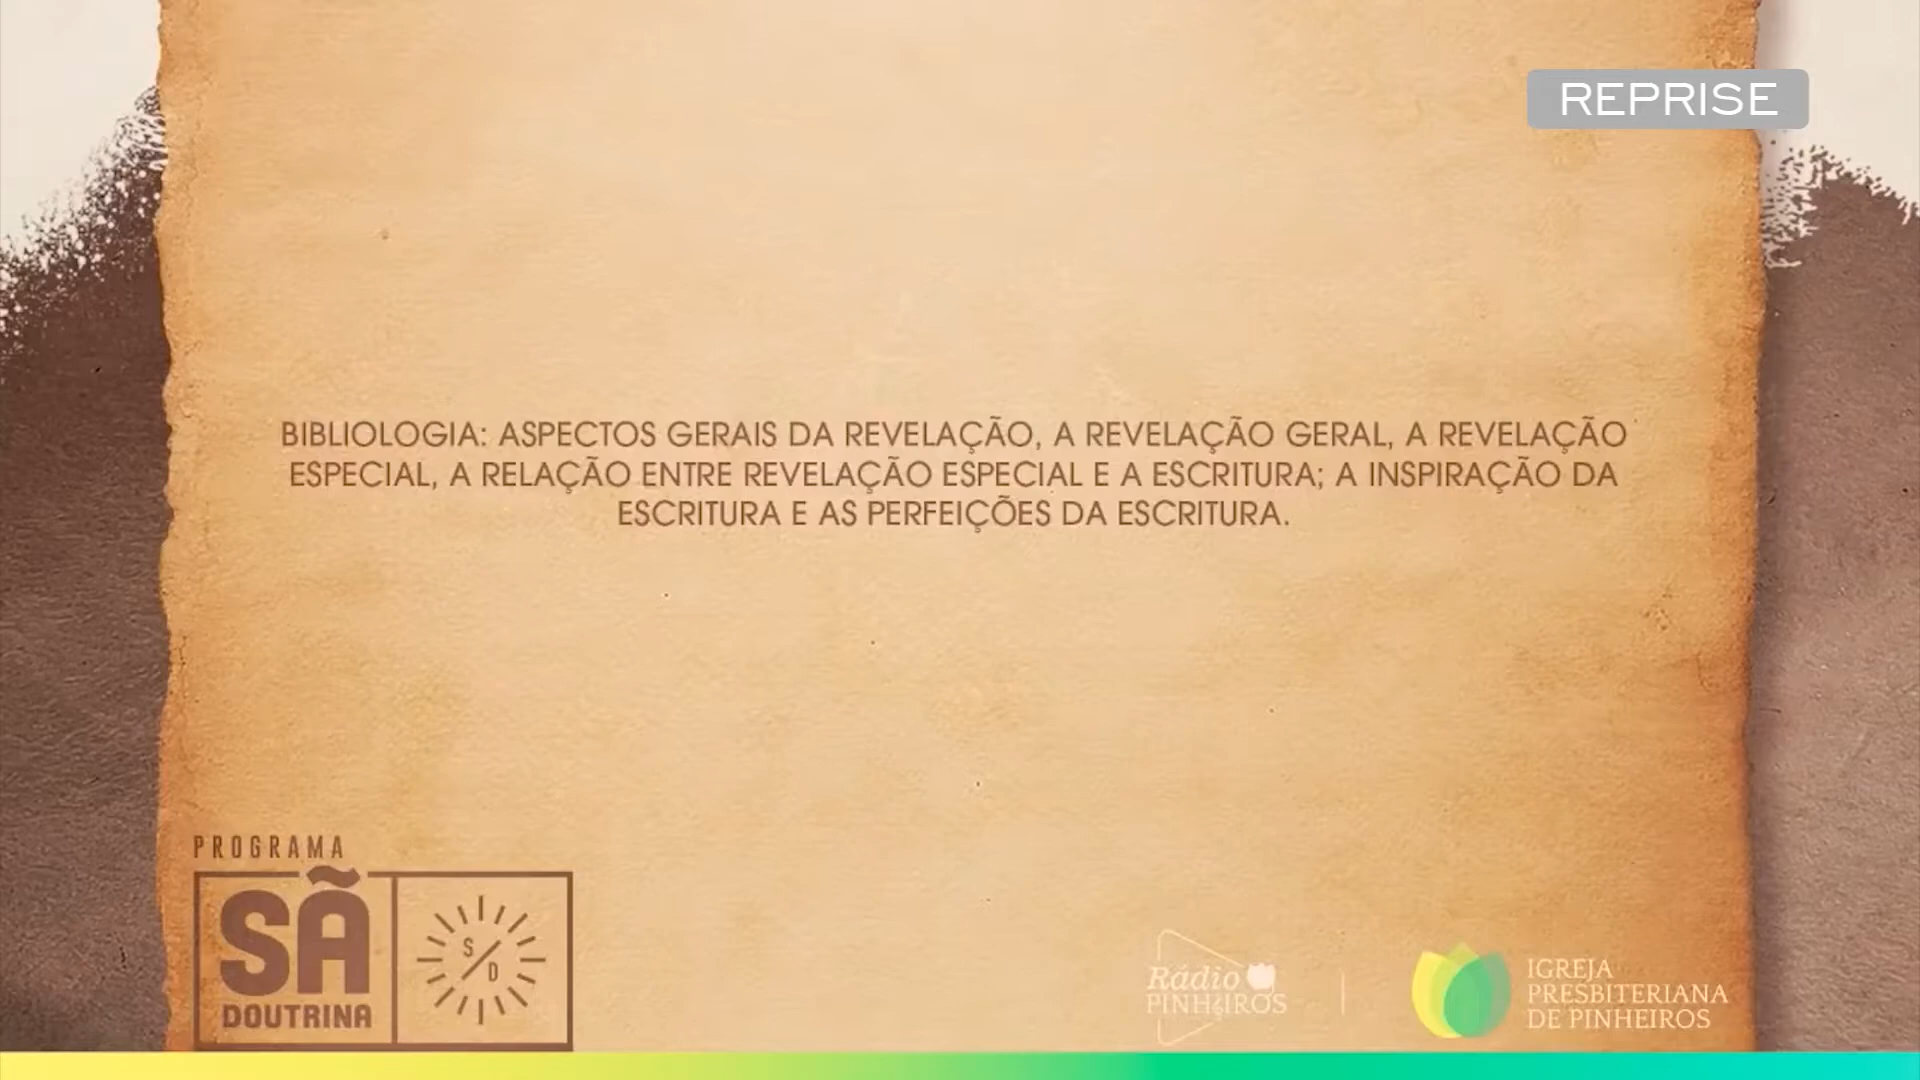 REPRISE
BIBLIOLOGIA: ASPECTOS GERAIS DA REVELAÇÃO, A REVELAÇÃO GERAL, A REVELAÇÃO
ESPECIAL, A RELAÇÃO ENTRE REVELAÇÃO ESPECIAL E A ESCRITURA; A INSPIRAÇÃO DA
ESCRITURA E AS PERFEIÇÕES DA ESCRITURA.
PROGRAMA
SÃ
DOUTRINA
S/D
Rádio
PINHEIROS
IGREJA
PRESBITERIANA
DE PINHEIROS